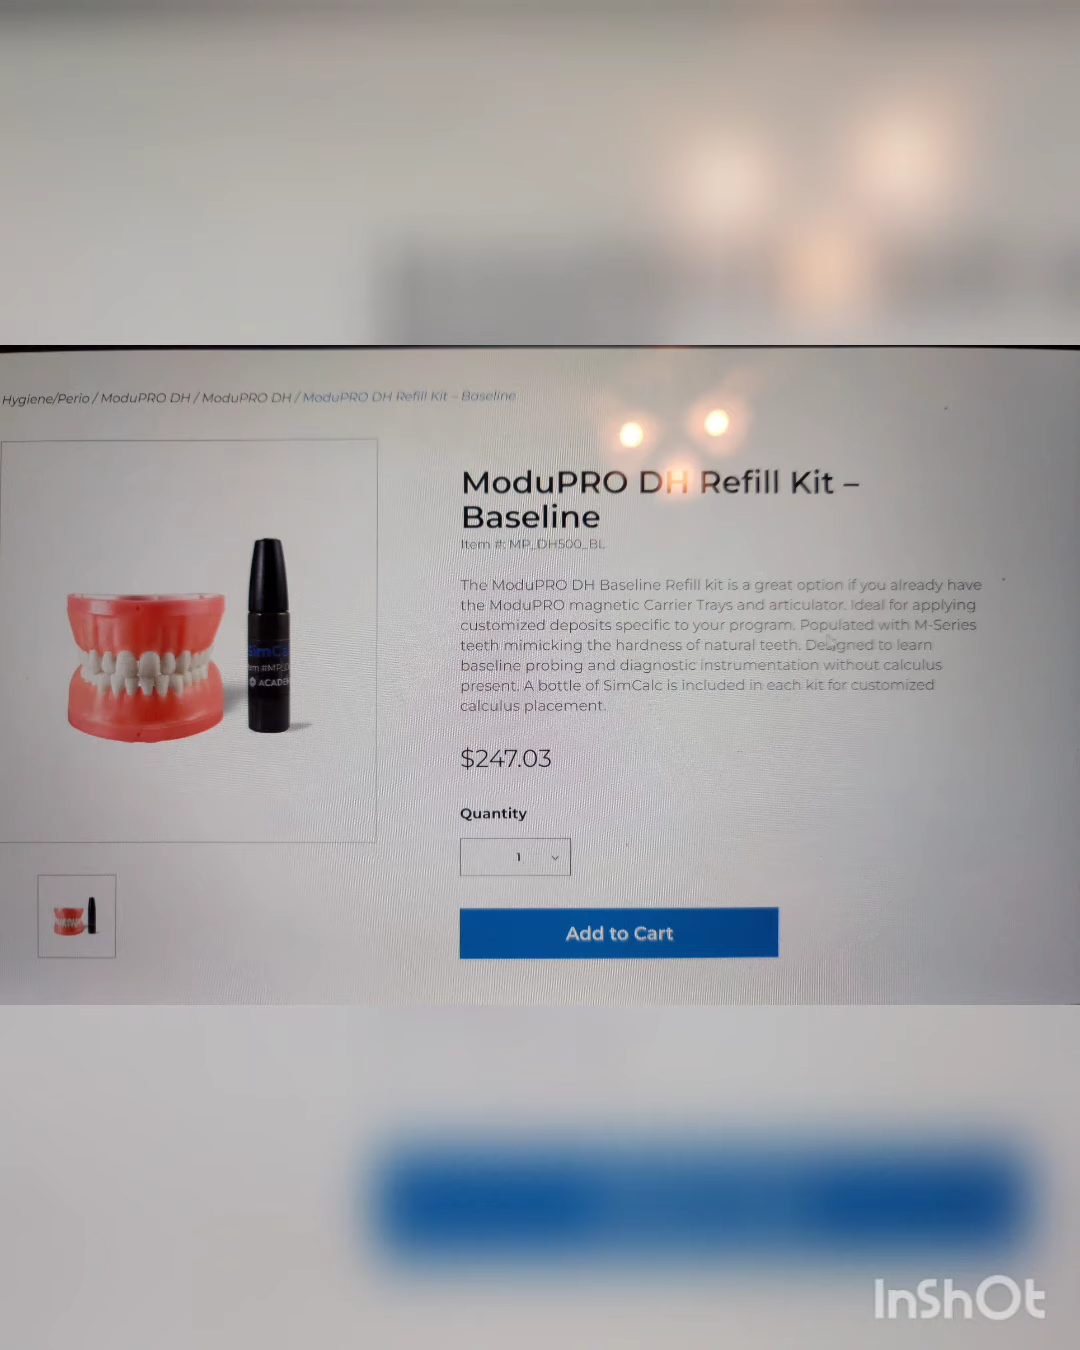 Hygiene/Perio / ModuPRO DH / ModuPRO DH / ModuPRO DH Refill Kit – Baseline
ModuPRO DH Refill Kit –
Baseline
Item #: MP_DH500_BL
The ModuPRO DH Baseline Refill kit is a great option if you already have
the ModuPRO magnetic Carrier Trays and articulator. Ideal for applying
customized deposits specific to your program. Populated with M-Series
teeth mimicking the hardness of natural teeth. Designed to learn
baseline probing and diagnostic instrumentation without calculus
present. A bottle of SimCalc is included in each kit for customized
calculus placement.
SimCa
em #MP_D
ACADE
$247.03
Quantity
1
Add to Cart
InShOt